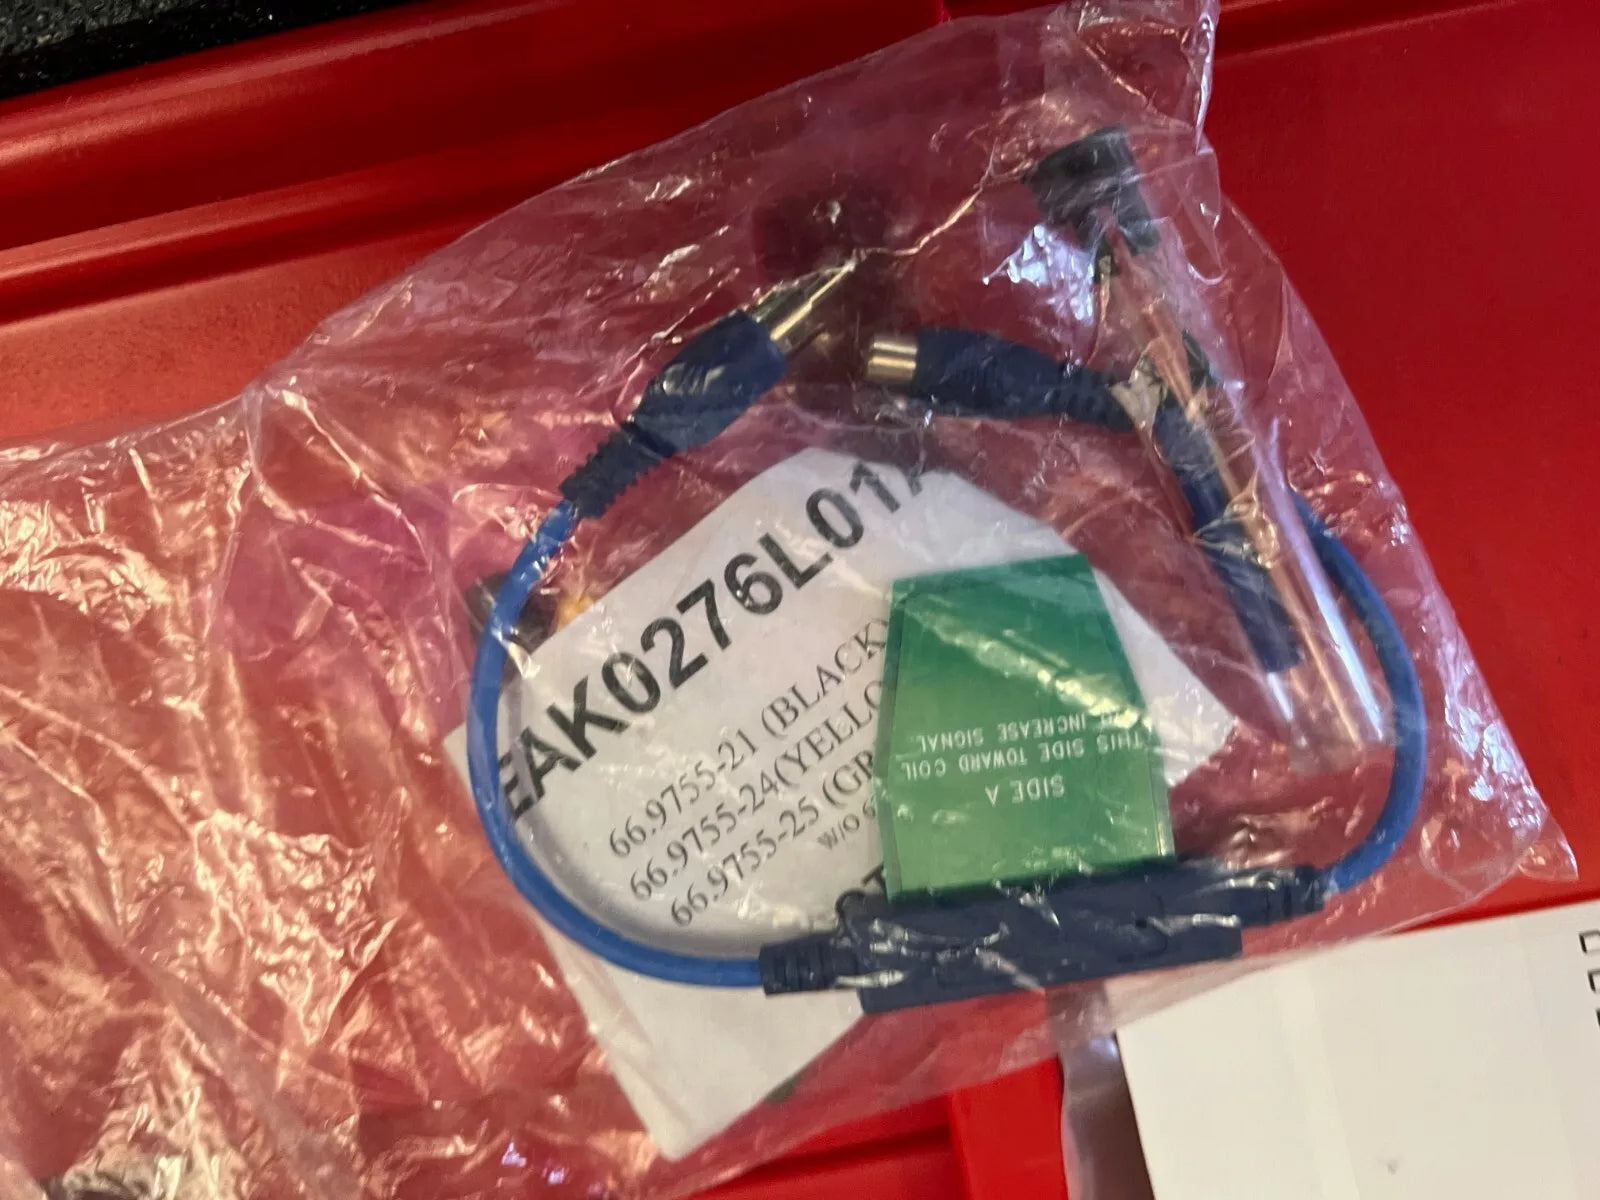 EAK0276L01
66.9755-21 (BLACK)
66.9755-24(YELLO
66.9755-25 (GR
W/O
SIDE A
THIS SIDE TOWARD COIL
INCREASE SIGNAL